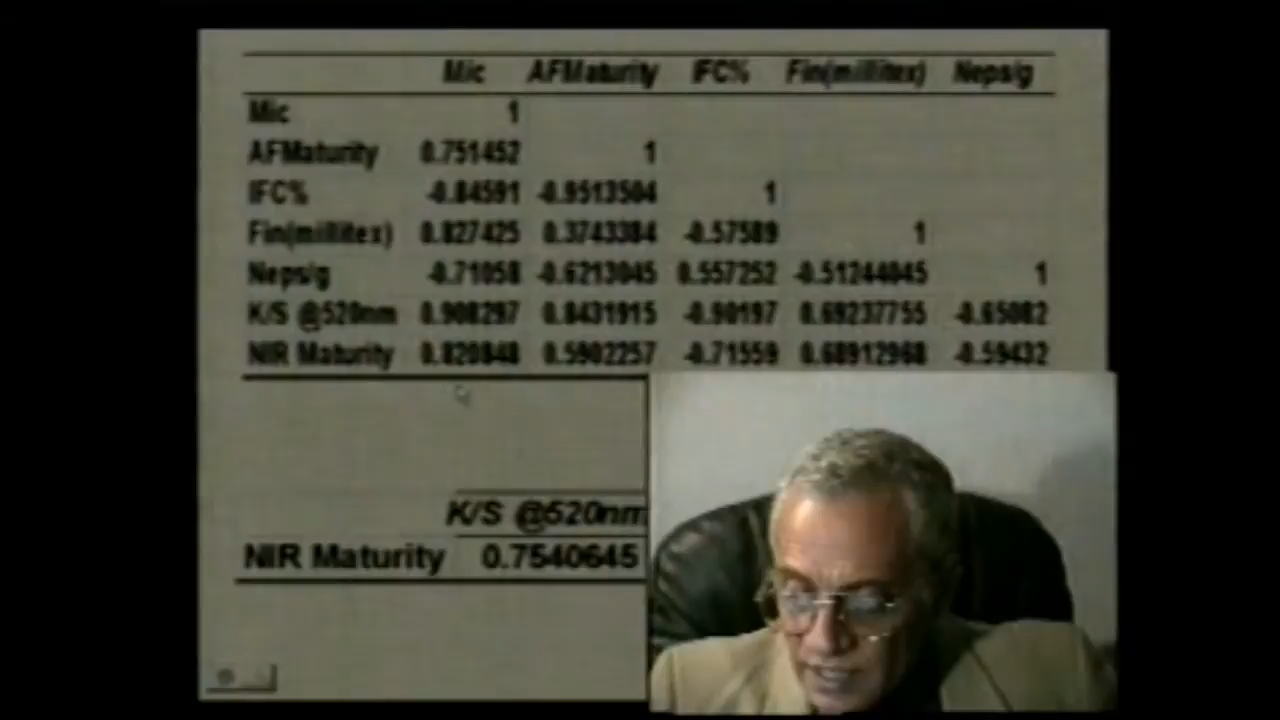 Mic AFMaturity IFC% Fin(millitex) Neps/g
Mic 1
AFMaturity 0.751452 1
IFC% -0.84591 -0.9513504 1
Fin(millitex) 0.827425 0.3743384 -0.57589 1
Neps/g -0.71058 -0.6213045 0.557252 -0.51244045 1
K/S @520nm 0.908297 0.8431915 -0.90197 0.69237755 -0.65082
NIR Maturity 0.820848 0.5902257 -0.71559 0.68912968 -0.59432
K/S @520nm
NIR Maturity 0.7540645